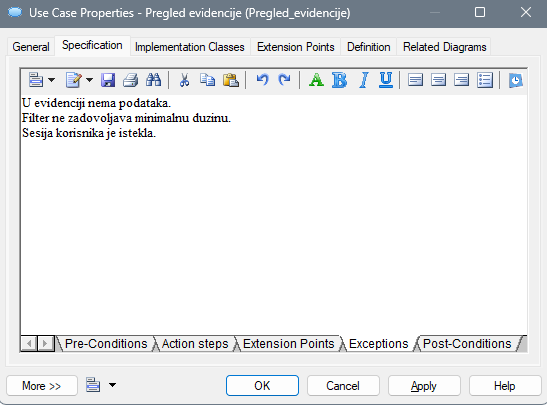 Use Case Properties - Pregled evidencije (Pregled_evidencije)
General Specification Implementation Classes Extension Points Definition Related Diagrams
A B I U
U evidenciji nema podataka.
Filter ne zadovoljava minimalnu duzinu.
Sesija korisnika je istekla.
Pre-Conditions Action steps Extension Points Exceptions Post-Conditions
More >> OK Cancel Apply Help